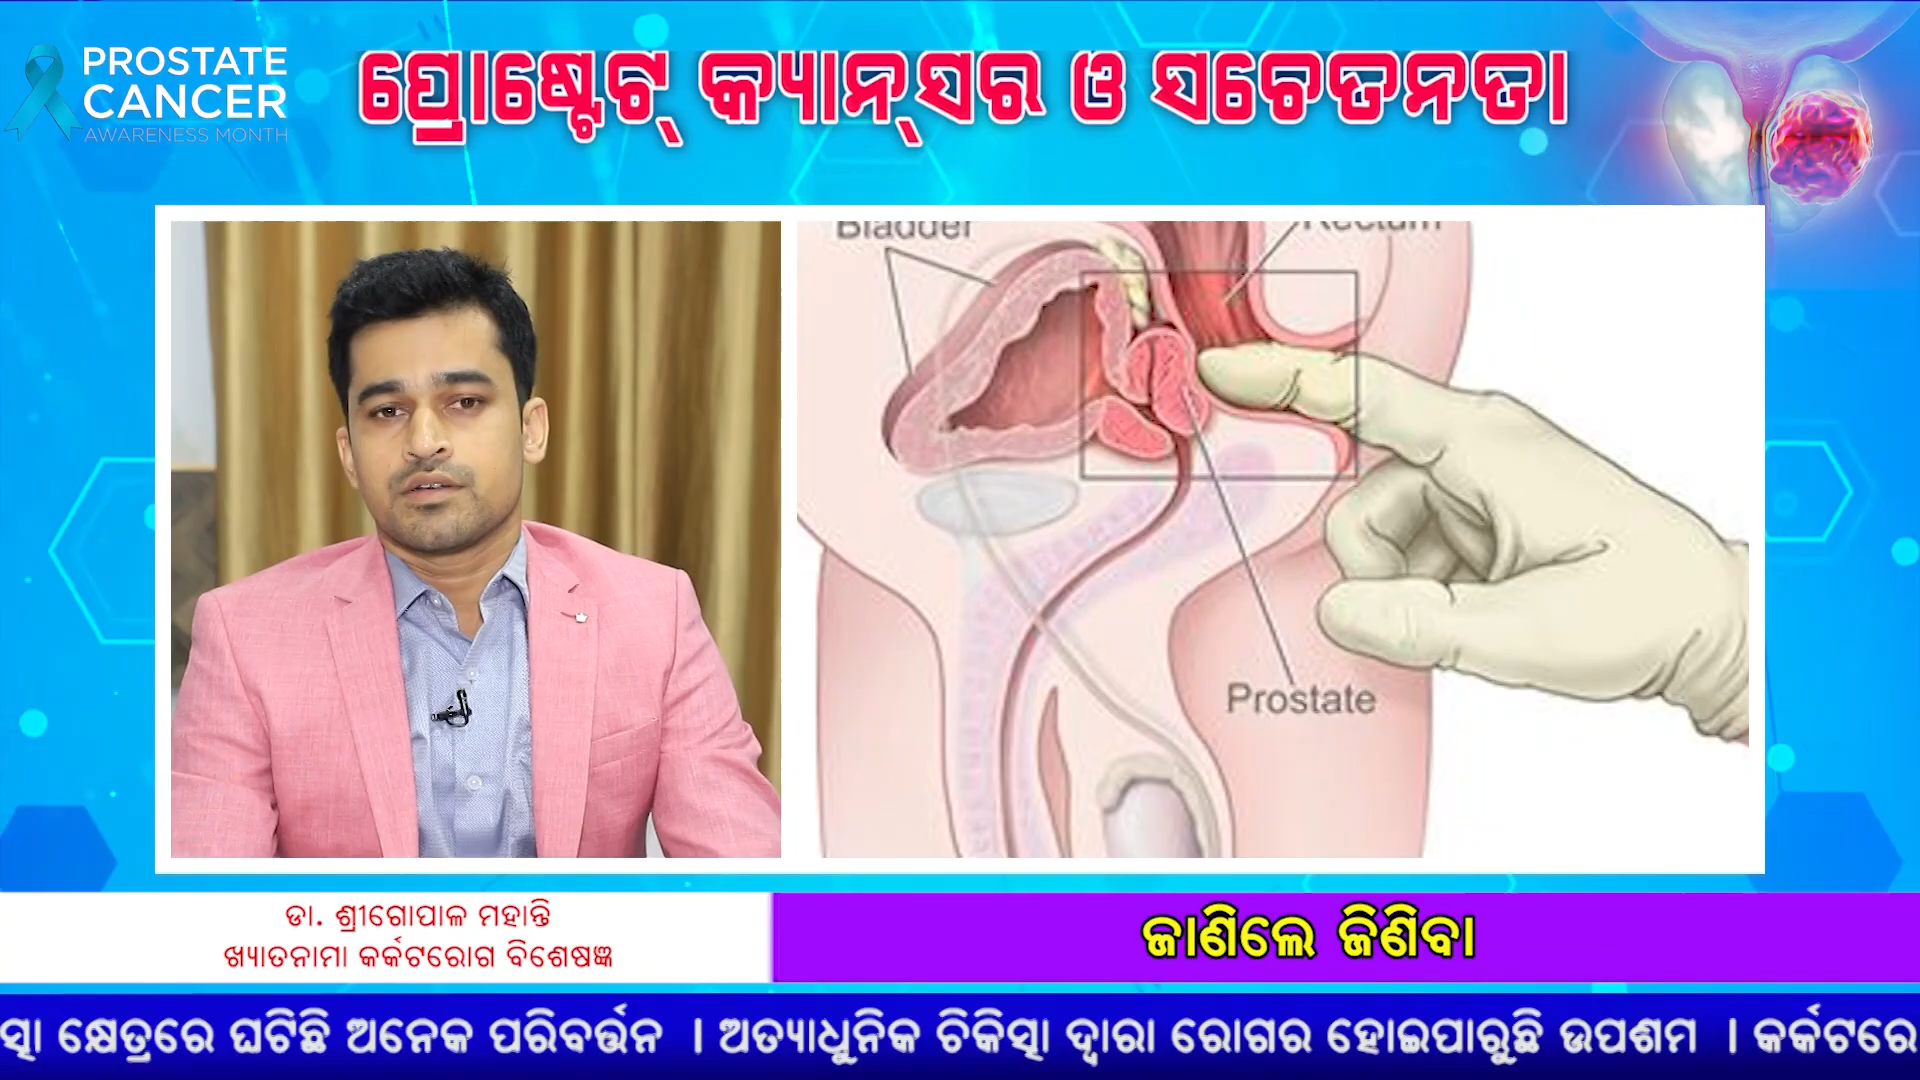 PROSTATE
CANCER
AWARENESS MONTH
ପ୍ରୋଷ୍ଟେଟ୍ କ୍ୟାନ୍‌ସର ଓ ସଚେତନତା
Bladder
Rectum
Prostate
ଡା. ଶ୍ରୀଗୋପାଳ ମହାନ୍ତି
ଖ୍ୟାତନାମା କର୍କଟରୋଗ ବିଶେଷଜ୍ଞ
ଜାଣିଲେ ଜିଣିବା
ତ୍ସା କ୍ଷେତ୍ରରେ ଘଟିଛି ଅନେକ ପରିବର୍ତ୍ତନ । ଅତ୍ୟାଧୁନିକ ଚିକିତ୍ସା ଦ୍ୱାରା ରୋଗର ହୋଇପାରୁଛି ଉପଶମ । କର୍କଟରେ